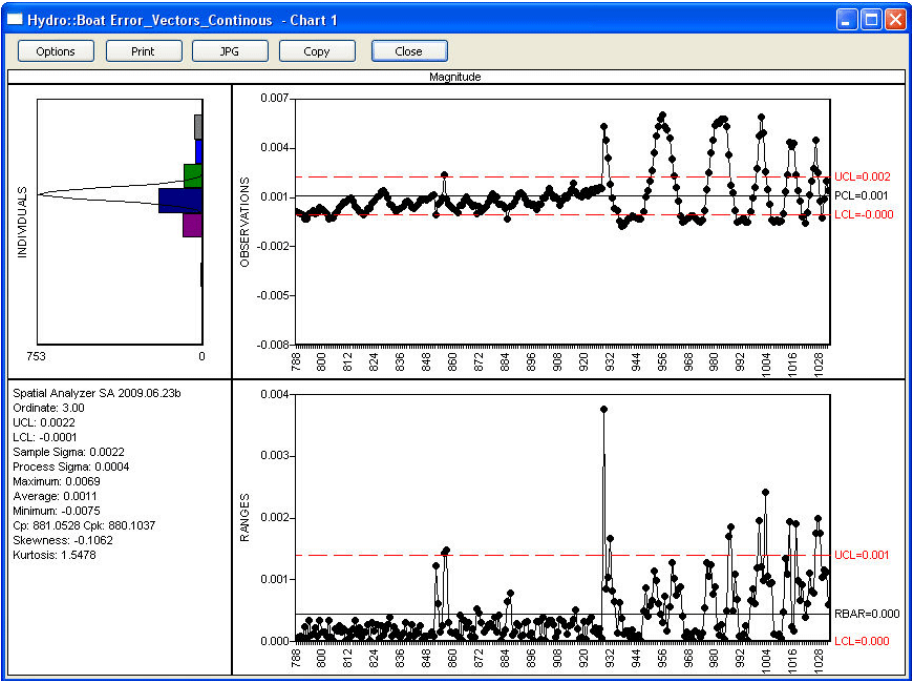 Hydro::Boat Error_Vectors_Continous - Chart 1
Options Print JPG Copy Close
Magnitude
INDIVIDUALS
753 0
OBSERVATIONS
0.007
0.004
0.001
-0.002
-0.005
-0.008
UCL=0.002
PCL=0.001
LCL=-0.000
788 800 812 824 836 848 860 872 884 896 908 920 932 944 956 968 980 992 1004 1016 1028
Spatial Analyzer SA 2009.06.23b
Ordinate: 3.00
UCL: 0.0022
LCL: -0.0001
Sample Sigma: 0.0022
Process Sigma: 0.0004
Maximum: 0.0069
Average: 0.0011
Minimum: -0.0075
Cp: 881.0528 Cpk: 880.1037
Skewness: -0.1062
Kurtosis: 1.5478
RANGES
0.004
0.003
0.002
0.001
0.000
UCL=0.001
RBAR=0.000
LCL=0.000
788 800 812 824 836 848 860 872 884 896 908 920 932 944 956 968 980 992 1004 1016 1028